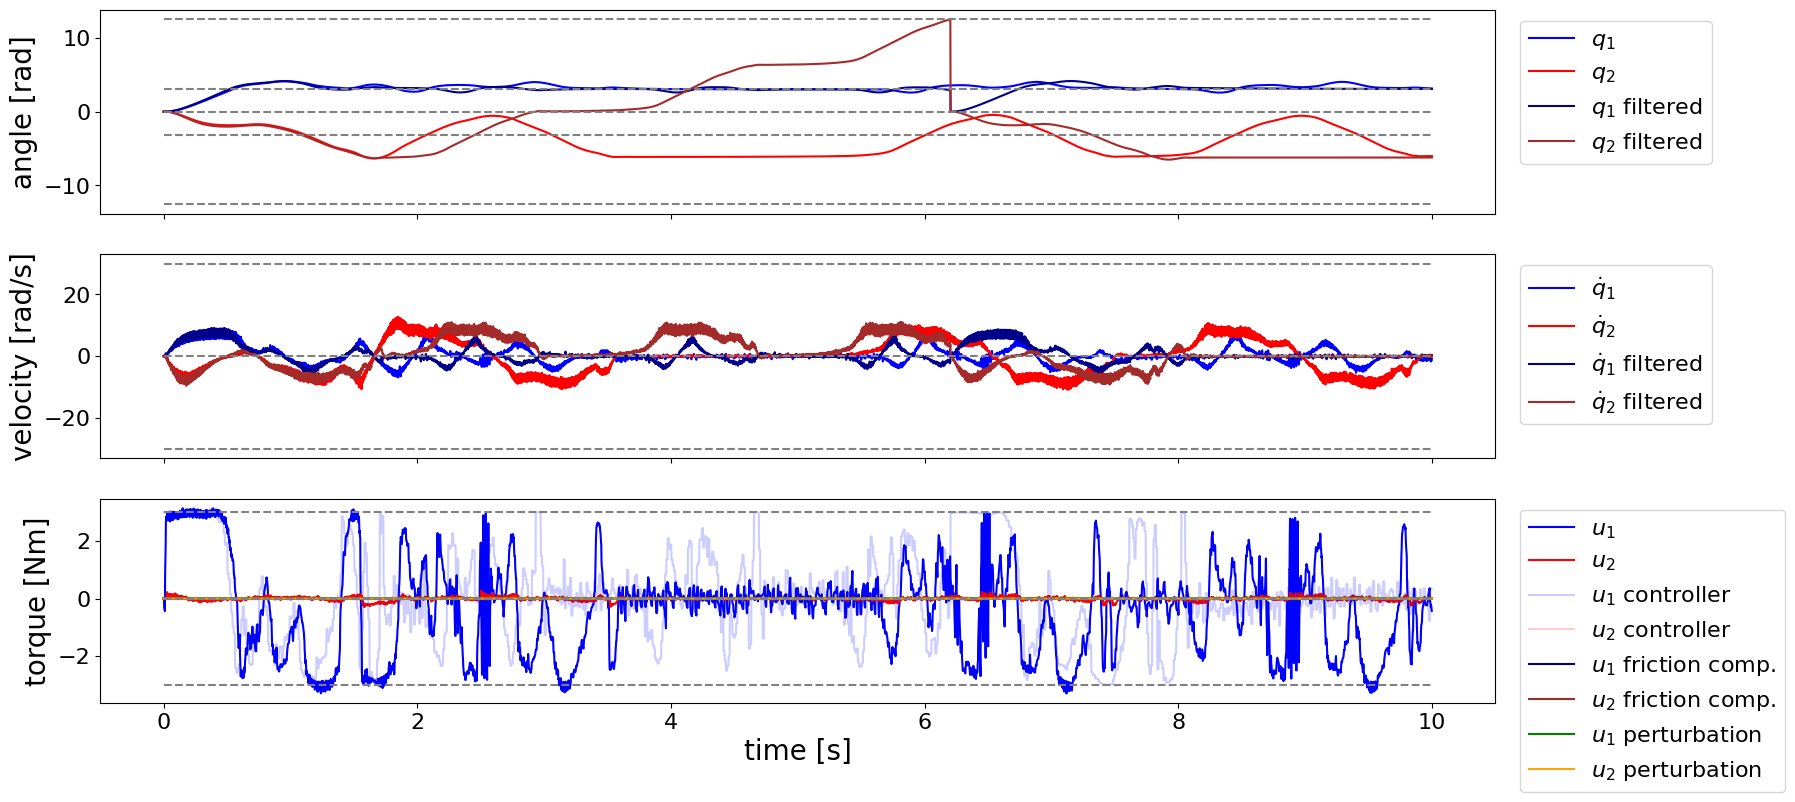 angle [rad]
10
0
−10
q₁
q₂
q₁ filtered
q₂ filtered
velocity [rad/s]
20
0
−20
q̇₁
q̇₂
q̇₁ filtered
q̇₂ filtered
torque [Nm]
2
0
−2
0 2 4 6 8 10
time [s]
u₁
u₂
u₁ controller
u₂ controller
u₁ friction comp.
u₂ friction comp.
u₁ perturbation
u₂ perturbation